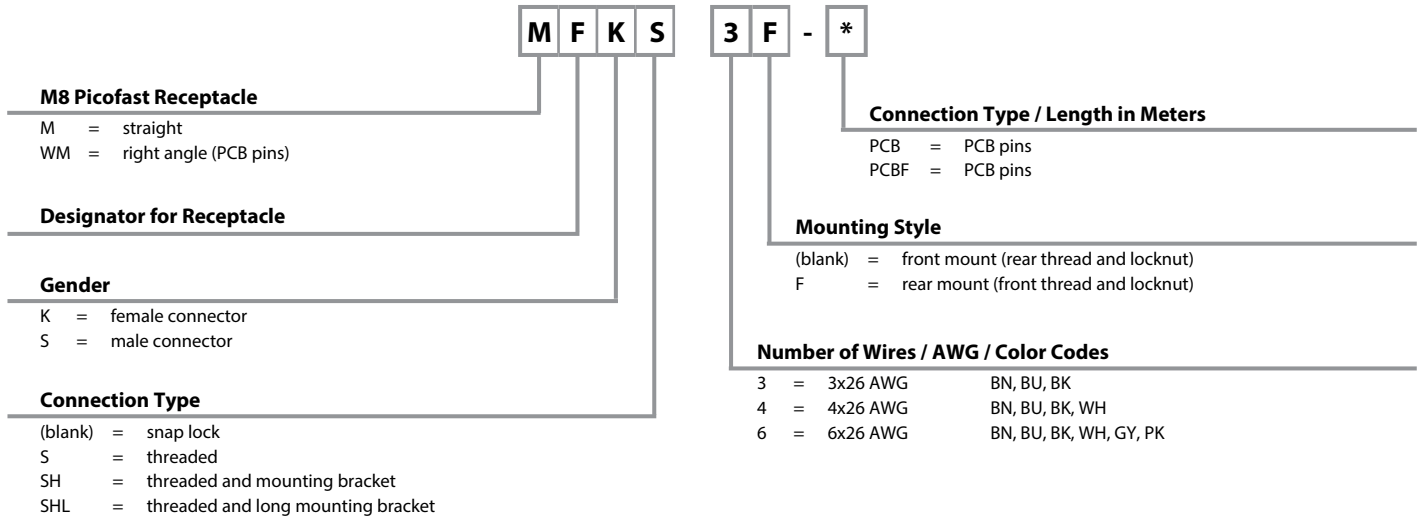 M F K S 3 F - *
M8 Picofast Receptacle
M = straight
WM = right angle (PCB pins)
Designator for Receptacle
Gender
K = female connector
S = male connector
Connection Type
(blank) = snap lock
S = threaded
SH = threaded and mounting bracket
SHL = threaded and long mounting bracket
Connection Type / Length in Meters
PCB = PCB pins
PCBF = PCB pins
Mounting Style
(blank) = front mount (rear thread and locknut)
F = rear mount (front thread and locknut)
Number of Wires / AWG / Color Codes
3 = 3x26 AWG BN, BU, BK
4 = 4x26 AWG BN, BU, BK, WH
6 = 6x26 AWG BN, BU, BK, WH, GY, PK